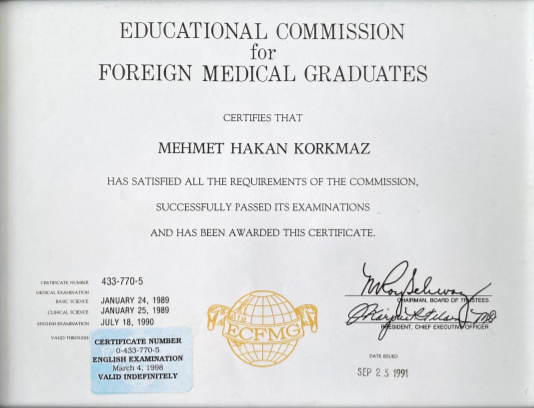 EDUCATIONAL COMMISSION
for
FOREIGN MEDICAL GRADUATES
CERTIFIES THAT
MEHMET HAKAN KORKMAZ
HAS SATISFIED ALL THE REQUIREMENTS OF THE COMMISSION,
SUCCESSFULLY PASSED ITS EXAMINATIONS
AND HAS BEEN AWARDED THIS CERTIFICATE.
CERTIFICATE NUMBER 433-770-5
MEDICAL EXAMINATION
BASIC SCIENCE JANUARY 24, 1989
CLINICAL SCIENCE JANUARY 25, 1989
ENGLISH EXAMINATION JULY 18, 1990
VALID THROUGH
CERTIFICATE NUMBER
0-433-770-5
ENGLISH EXAMINATION
March 4, 1998
VALID INDEFINITELY
ECFMG
CHAIRMAN, BOARD OF TRUSTEES
PRESIDENT, CHIEF EXECUTIVE OFFICER
DATE ISSUED
SEP 25 1991